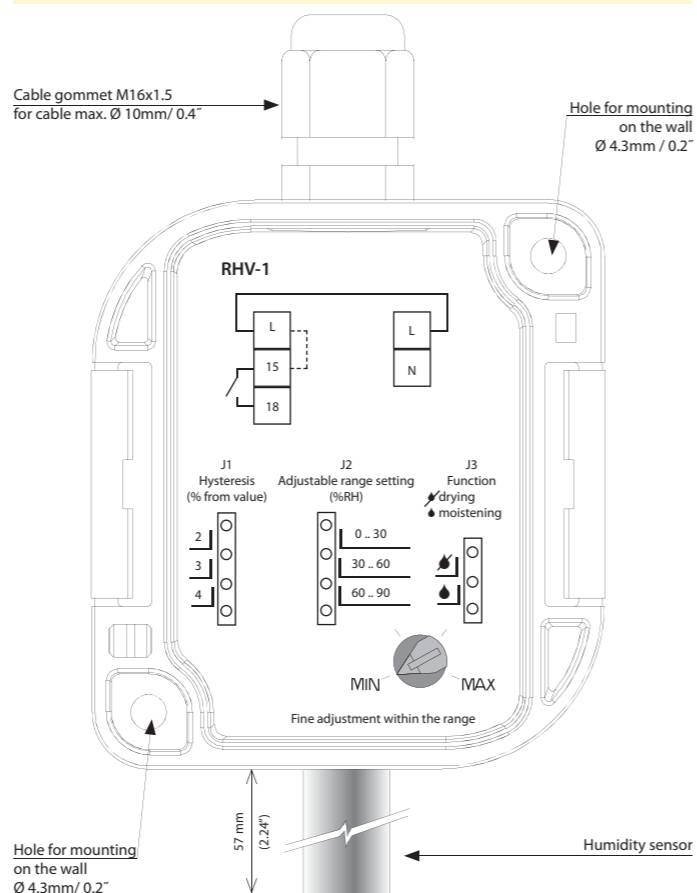 Cable gommet M16x1.5
for cable max. Ø 10mm/ 0.4˝
Hole for mounting
on the wall
Ø 4.3mm / 0.2˝
RHV-1
L
15
18
L
N
J1
Hysteresis
(% from value)
2
3
4
J2
Adjustable range setting
(%RH)
0 .. 30
30 .. 60
60 .. 90
J3
Function
drying
moistening
MIN
MAX
Fine adjustment within the range
57 mm
(2.24")
Hole for mounting
on the wall
Ø 4.3mm/ 0.2˝
Humidity sensor